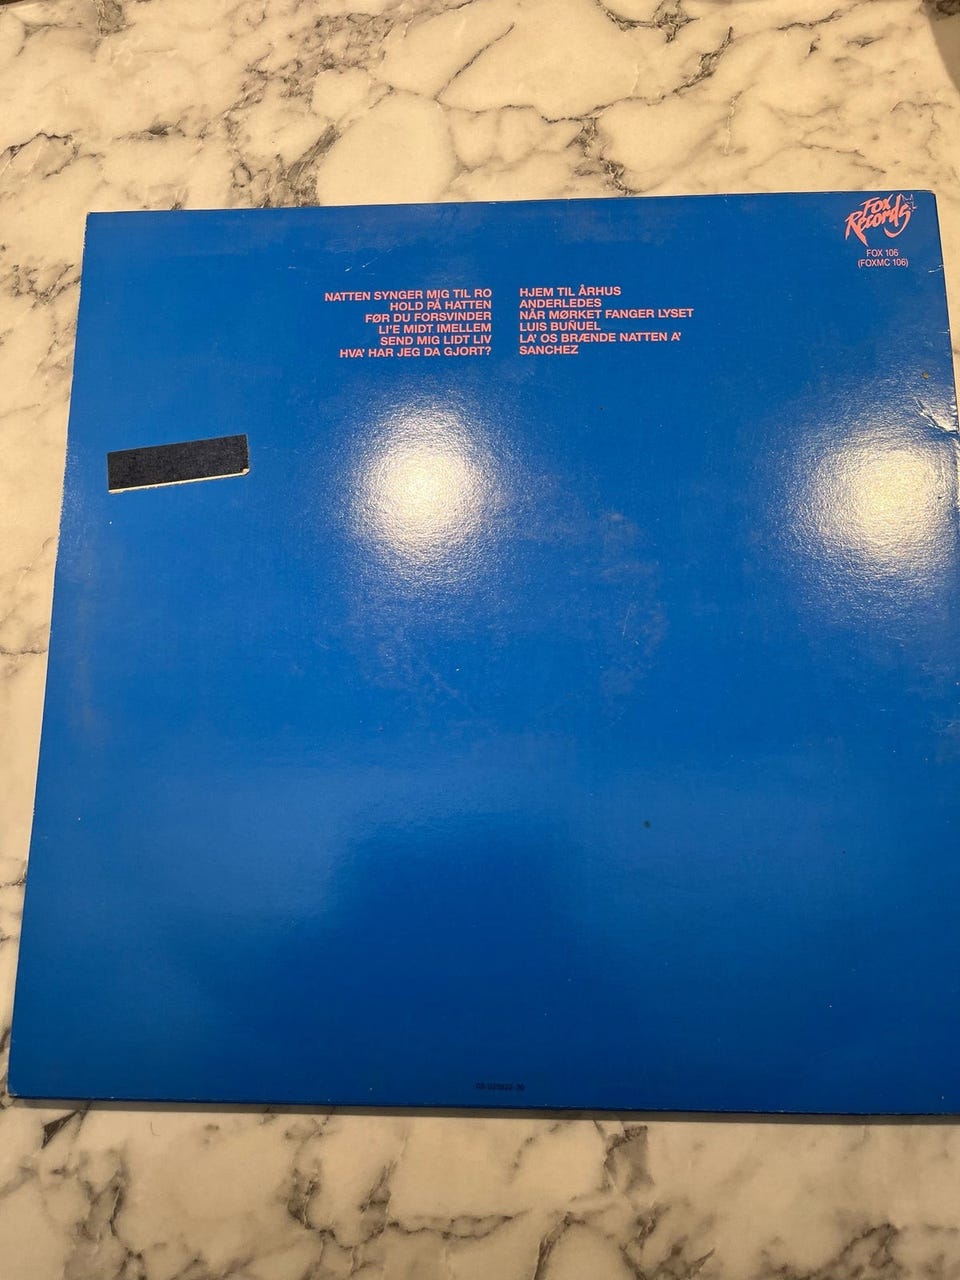 Fox
Records
FOX 106
(FOXMC 106)
NATTEN SYNGER MIG TIL RO
HOLD PÅ HATTEN
FØR DU FORSVINDER
LI'E MIDT IMELLEM
SEND MIG LIDT LIV
HVA' HAR JEG DA GJORT?
HJEM TIL ÅRHUS
ANDERLEDES
NÅR MØRKET FANGER LYSET
LUIS BUÑUEL
LA' OS BRÆNDE NATTEN A'
SANCHEZ